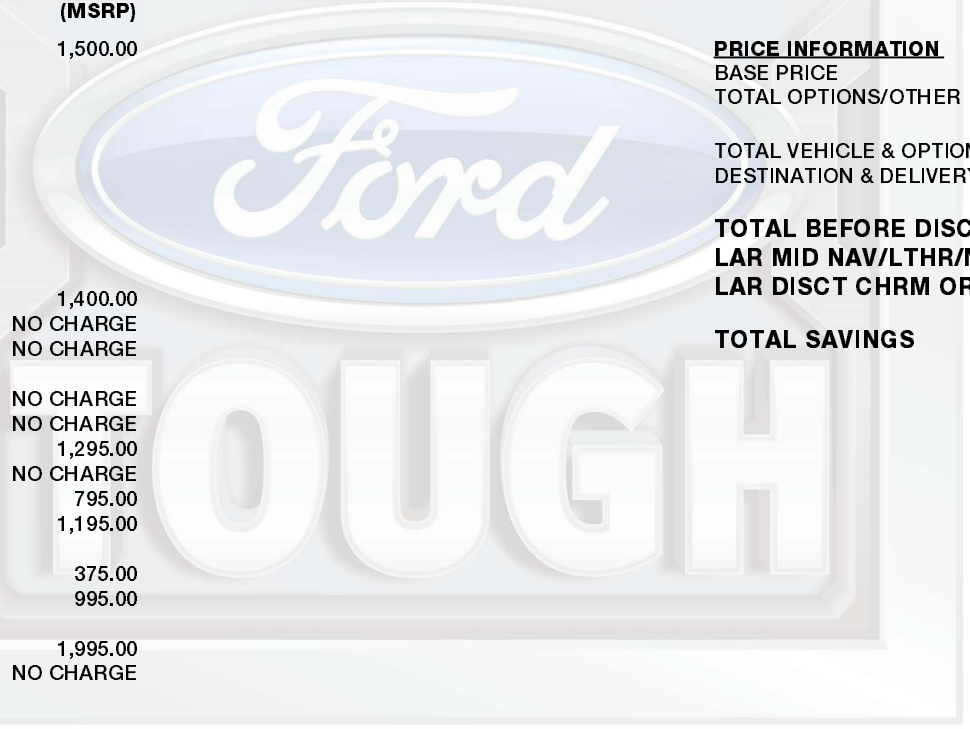 (MSRP)
1,500.00
1,400.00
NO CHARGE
NO CHARGE
NO CHARGE
NO CHARGE
1,295.00
NO CHARGE
795.00
1,195.00
375.00
995.00
1,995.00
NO CHARGE
PRICE INFORMATION
BASE PRICE
TOTAL OPTIONS/OTHER
TOTAL VEHICLE & OPTION
DESTINATION & DELIVERY
TOTAL BEFORE DISC
LAR MID NAV/LTHR/
LAR DISCT CHRM OR
TOTAL SAVINGS
Ford
TOUGH